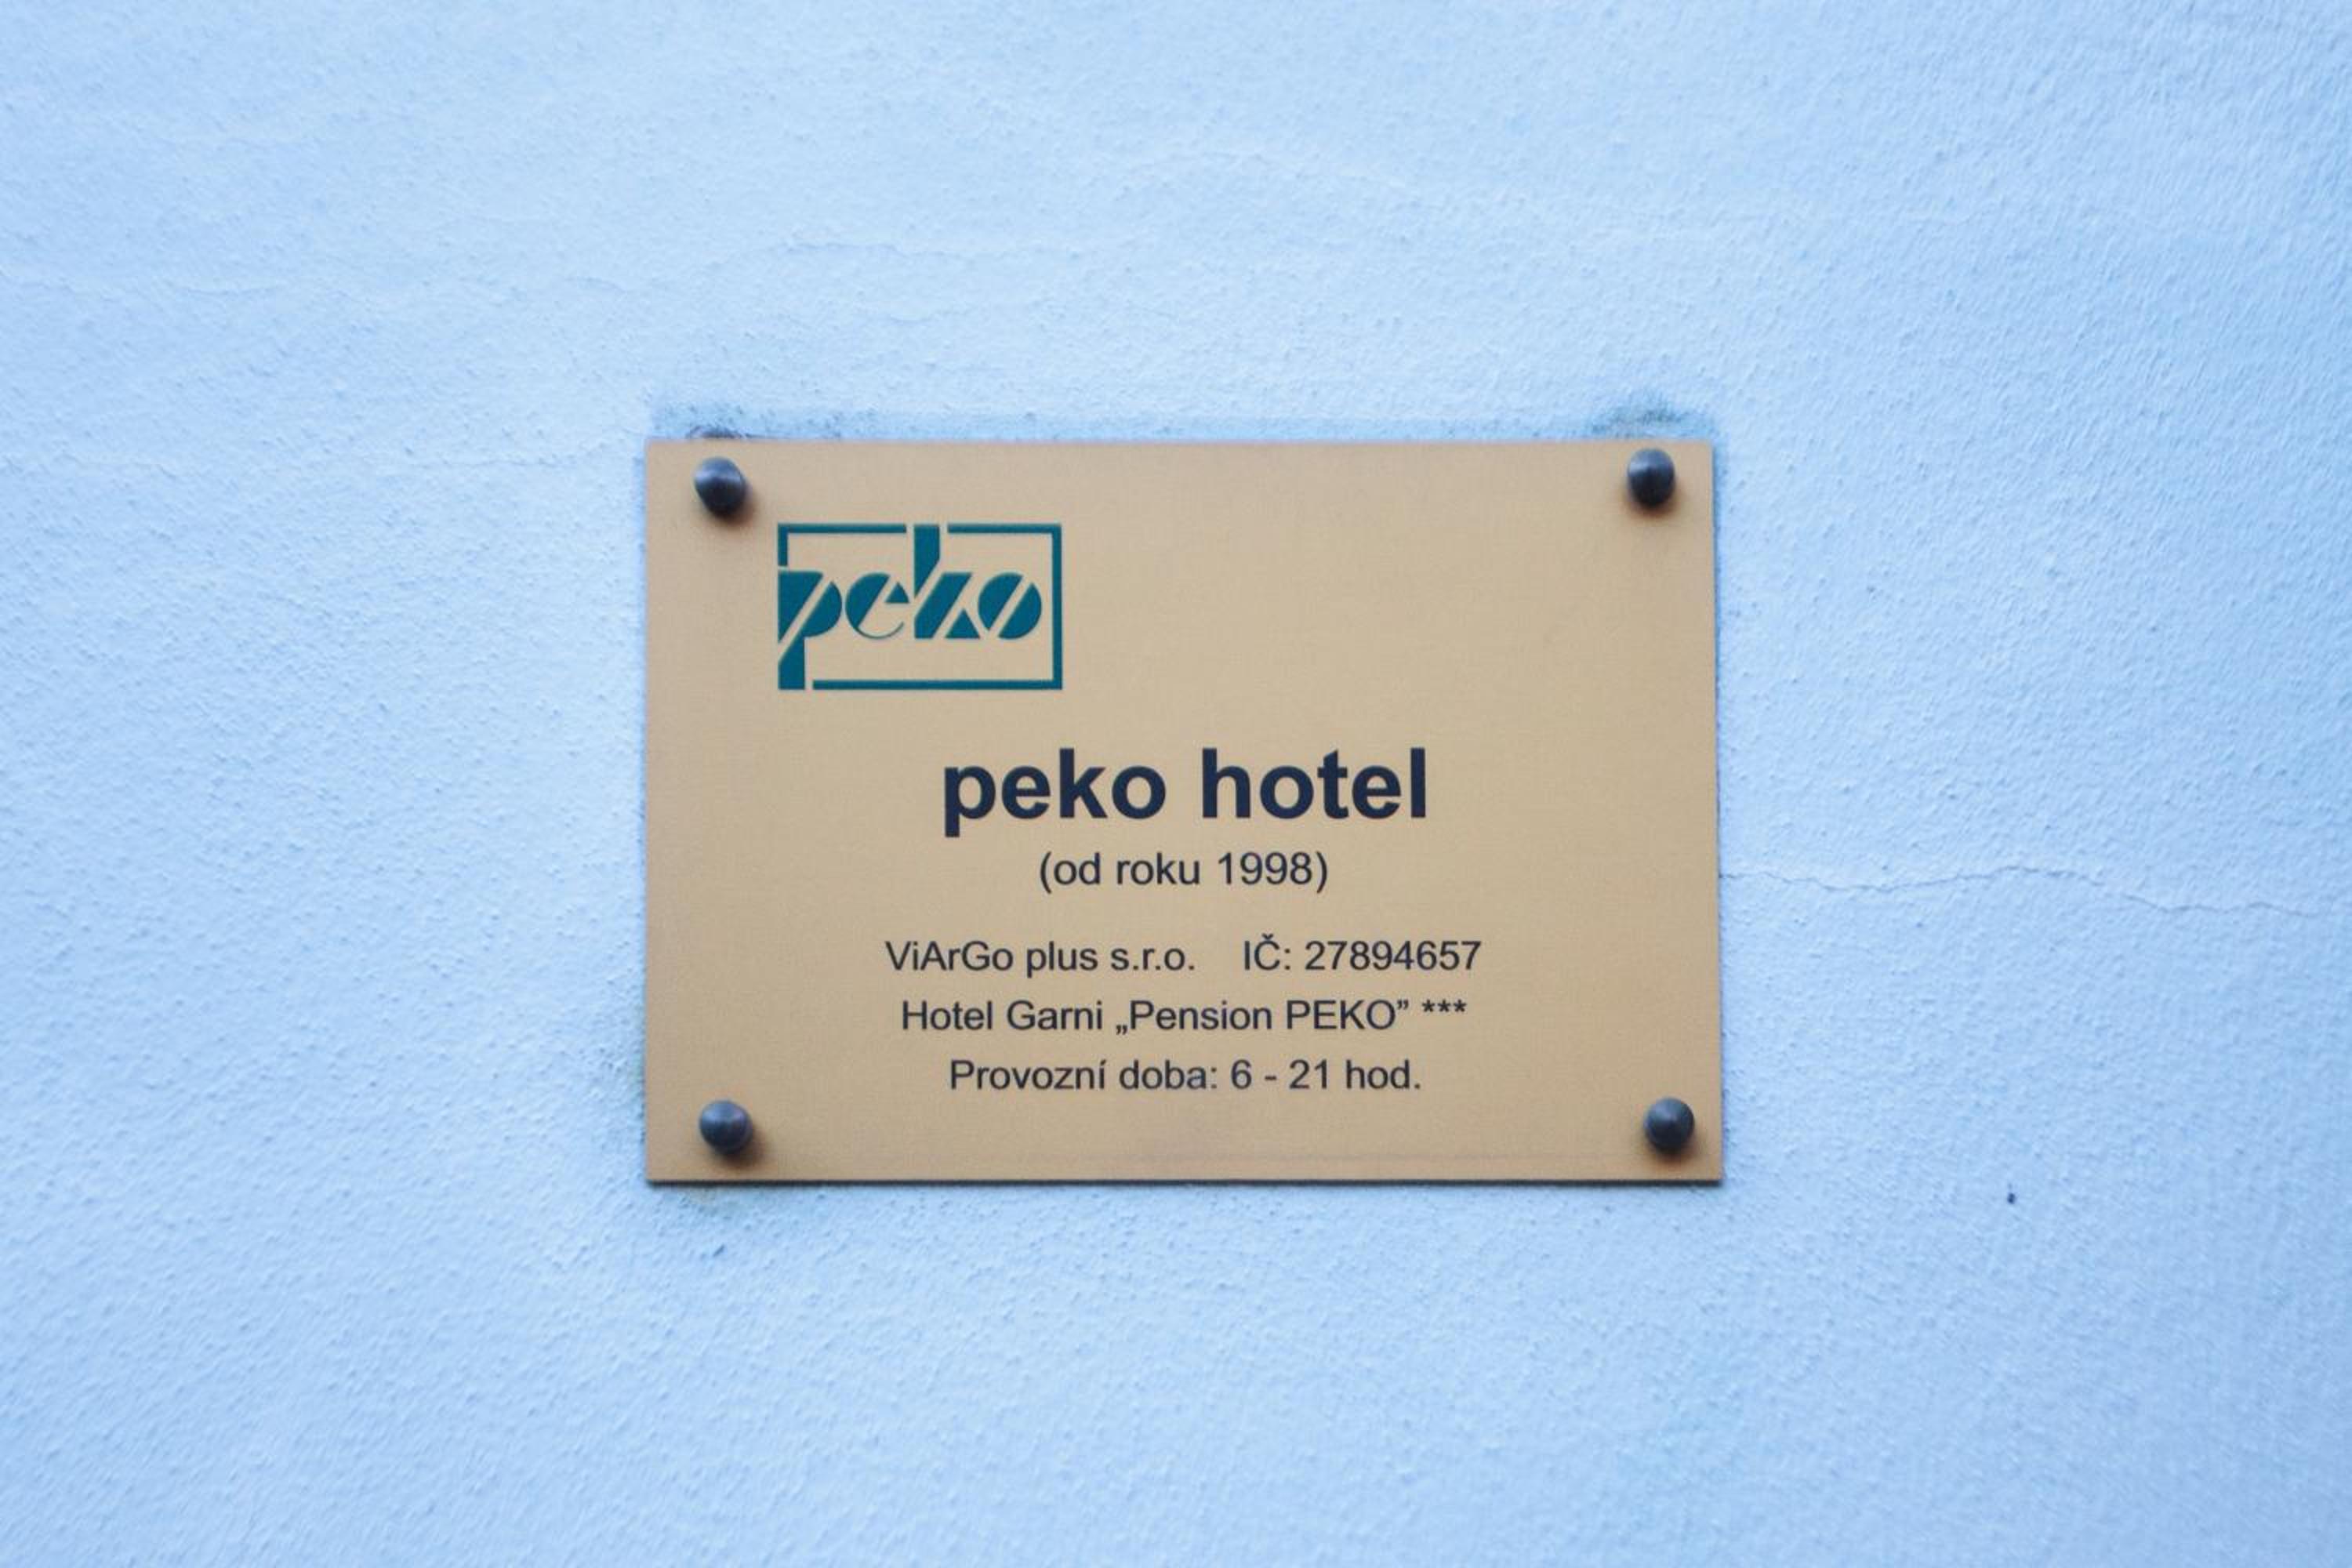 peko
peko hotel
(od roku 1998)
ViArGo plus s.r.o. IČ: 27894657
Hotel Garni „Pension PEKO” ***
Provozní doba: 6 - 21 hod.